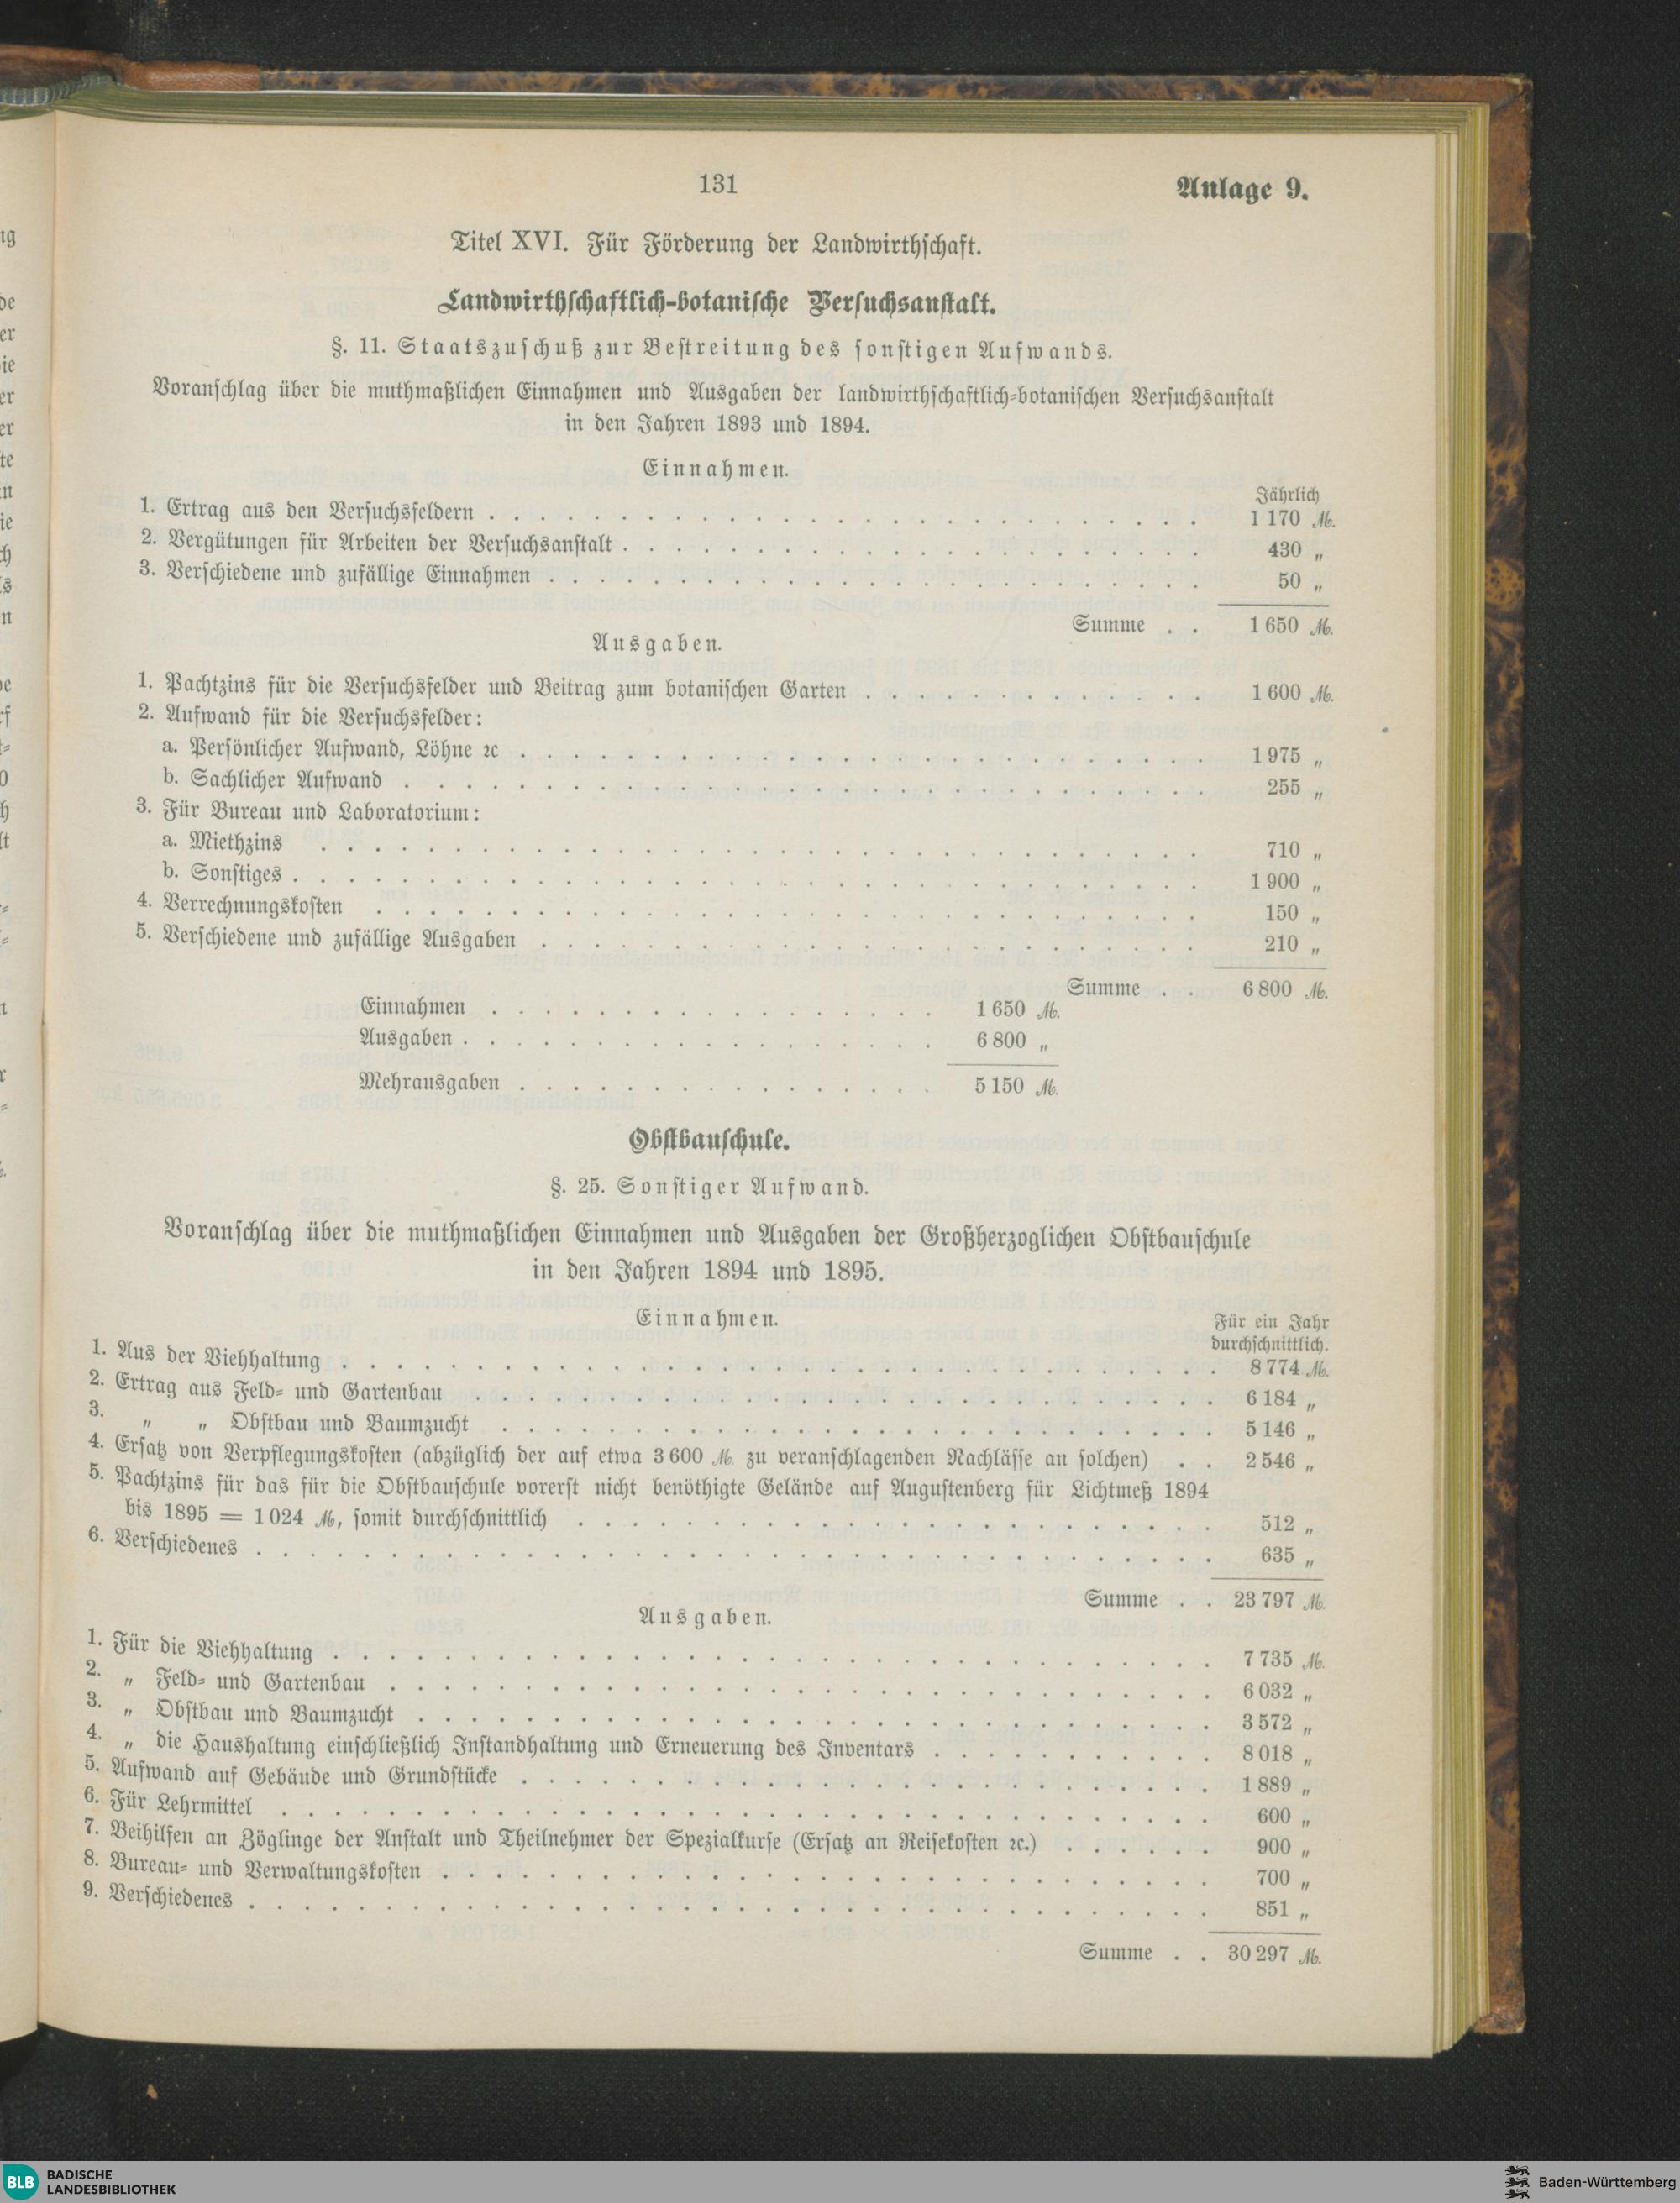 131
Anlage 9.
Titel XVI. Für Förderung der Landwirthschaft.
Landwirthschaftlich-botanische Versuchsanstalt.
§. 11. Staatszuschuß zur Bestreitung des sonstigen Aufwands.
Voranschlag über die muthmaßlichen Einnahmen und Ausgaben der landwirthschaftlich-botanischen Versuchsanstalt
in den Jahren 1893 und 1894.
Einnahmen.
Jährlich
1. Ertrag aus den Versuchsfeldern . . . 1 170 M.
2. Vergütungen für Arbeiten der Versuchsanstalt . . . 430 „
3. Verschiedene und zufällige Einnahmen . . . 50 „
Summe . . 1 650 M.
Ausgaben.
1. Pachtzins für die Versuchsfelder und Beitrag zum botanischen Garten . . . 1 600 M.
2. Aufwand für die Versuchsfelder:
a. Persönlicher Aufwand, Löhne ꝛc . . . 1 975 „
b. Sachlicher Aufwand . . . 255 „
3. Für Bureau und Laboratorium:
a. Miethzins . . . 710 „
b. Sonstiges . . . 1 900 „
4. Verrechnungskosten . . . 150 „
5. Verschiedene und zufällige Ausgaben . . . 210 „
Summe . . 6 800 M.
Einnahmen . . . 1 650 M.
Ausgaben . . . 6 800 „
Mehrausgaben . . . 5 150 M.
Obstbauschule.
§. 25. Sonstiger Aufwand.
Voranschlag über die muthmaßlichen Einnahmen und Ausgaben der Großherzoglichen Obstbauschule
in den Jahren 1894 und 1895.
Einnahmen.
Für ein Jahr
durchschnittlich.
1. Aus der Viehhaltung . . . 8 774 M.
2. Ertrag aus Feld- und Gartenbau . . . 6 184 „
3. „ „ Obstbau und Baumzucht . . . 5 146 „
4. Ersatz von Verpflegungskosten (abzüglich der auf etwa 3 600 M. zu veranschlagenden Nachlässe an solchen) . . 2 546 „
5. Pachtzins für das für die Obstbauschule vorerst nicht benöthigte Gelände auf Augustenberg für Lichtmeß 1894
bis 1895 = 1 024 M, somit durchschnittlich . . . 512 „
6. Verschiedenes . . . 635 „
Summe . . 23 797 M.
Ausgaben.
1. Für die Viehhaltung . . . 7 735 M.
2. „ Feld- und Gartenbau . . . 6 032 „
3. „ Obstbau und Baumzucht . . . 3 572 „
4. „ die Haushaltung einschließlich Instandhaltung und Erneuerung des Inventars . . . 8 018 „
5. Aufwand auf Gebäude und Grundstücke . . . 1 889 „
6. Für Lehrmittel . . . 600 „
7. Beihilfen an Zöglinge der Anstalt und Theilnehmer der Spezialkurse (Ersatz an Reisekosten ꝛc.) . . . 900 „
8. Bureau- und Verwaltungskosten . . . 700 „
9. Verschiedenes . . . 851 „
Summe . . 30 297 M.
BLB BADISCHE
LANDESBIBLIOTHEK
Baden-Württemberg